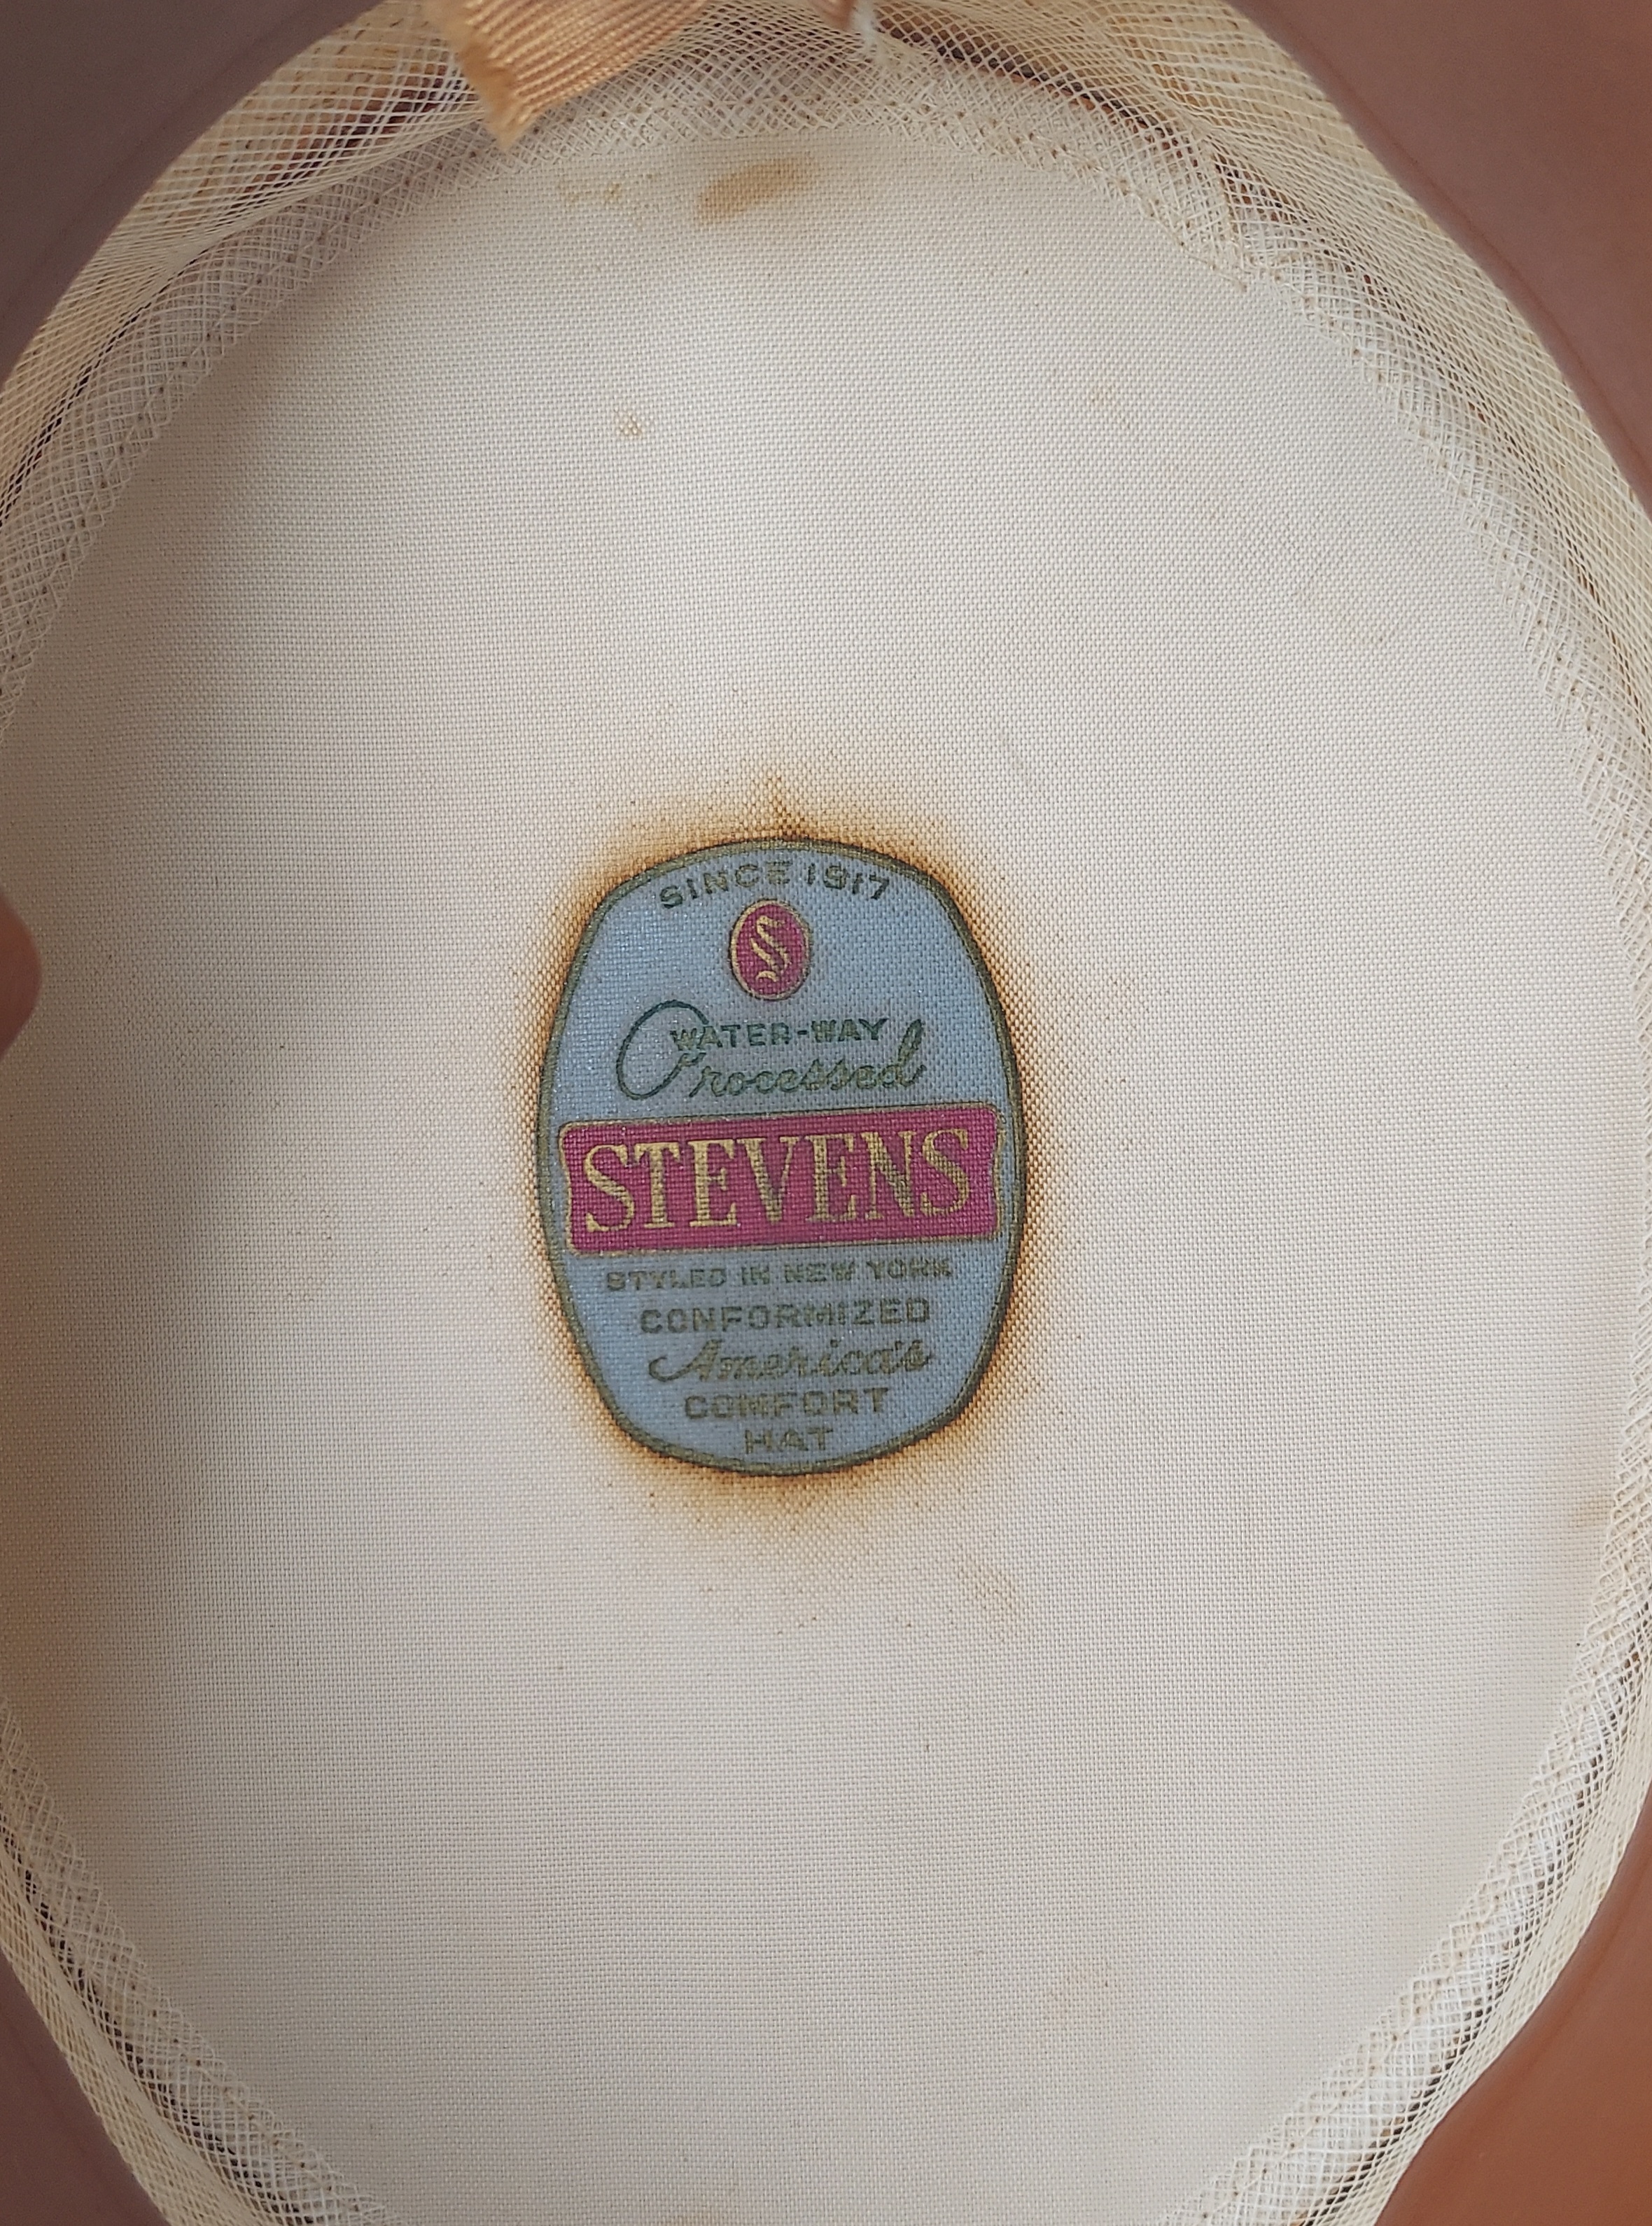 SINCE 1917
S
WATER-WAY
Processed
STEVENS
STYLED IN NEW YORK
CONFORMIZED
America's
COMFORT
HAT